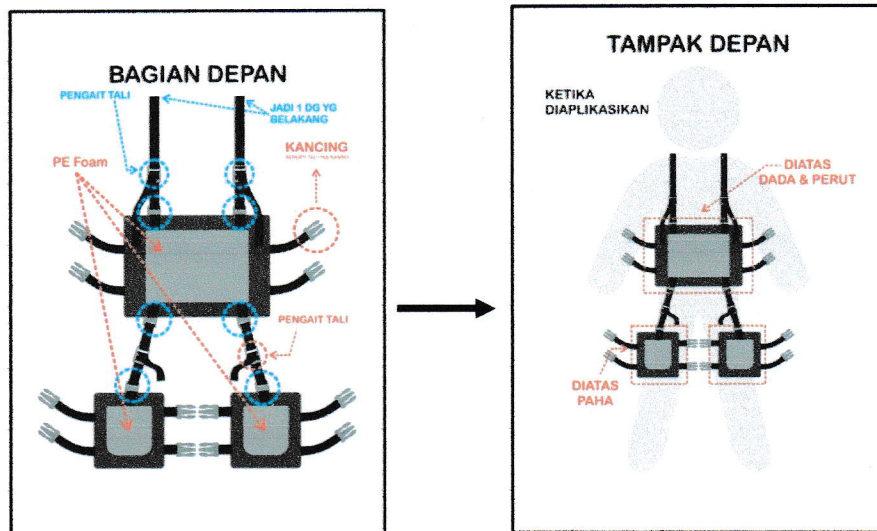 BAGIAN DEPAN
PENGAIT TALI
JADI 1 DG YG
BELAKANG
KANCING
PE Foam
PENGAIT TALI
TAMPAK DEPAN
KETIKA
DIAPLIKASIKAN
DIATAS
DADA & PERUT
DIATAS
PAHA